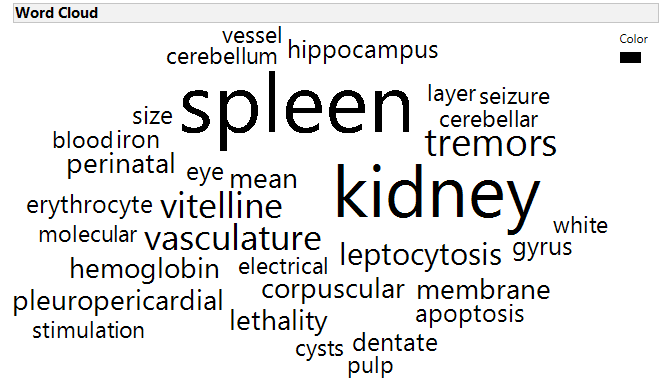 Word Cloud
Color
vessel
cerebellum hippocampus
spleen
layer seizure
size
cerebellar
blood iron
tremors
perinatal
eye mean
kidney
erythrocyte vitelline
white
molecular vasculature
leptocytosis gyrus
hemoglobin electrical
corpuscular membrane
pleuropericardial
lethality apoptosis
stimulation
cysts dentate
pulp